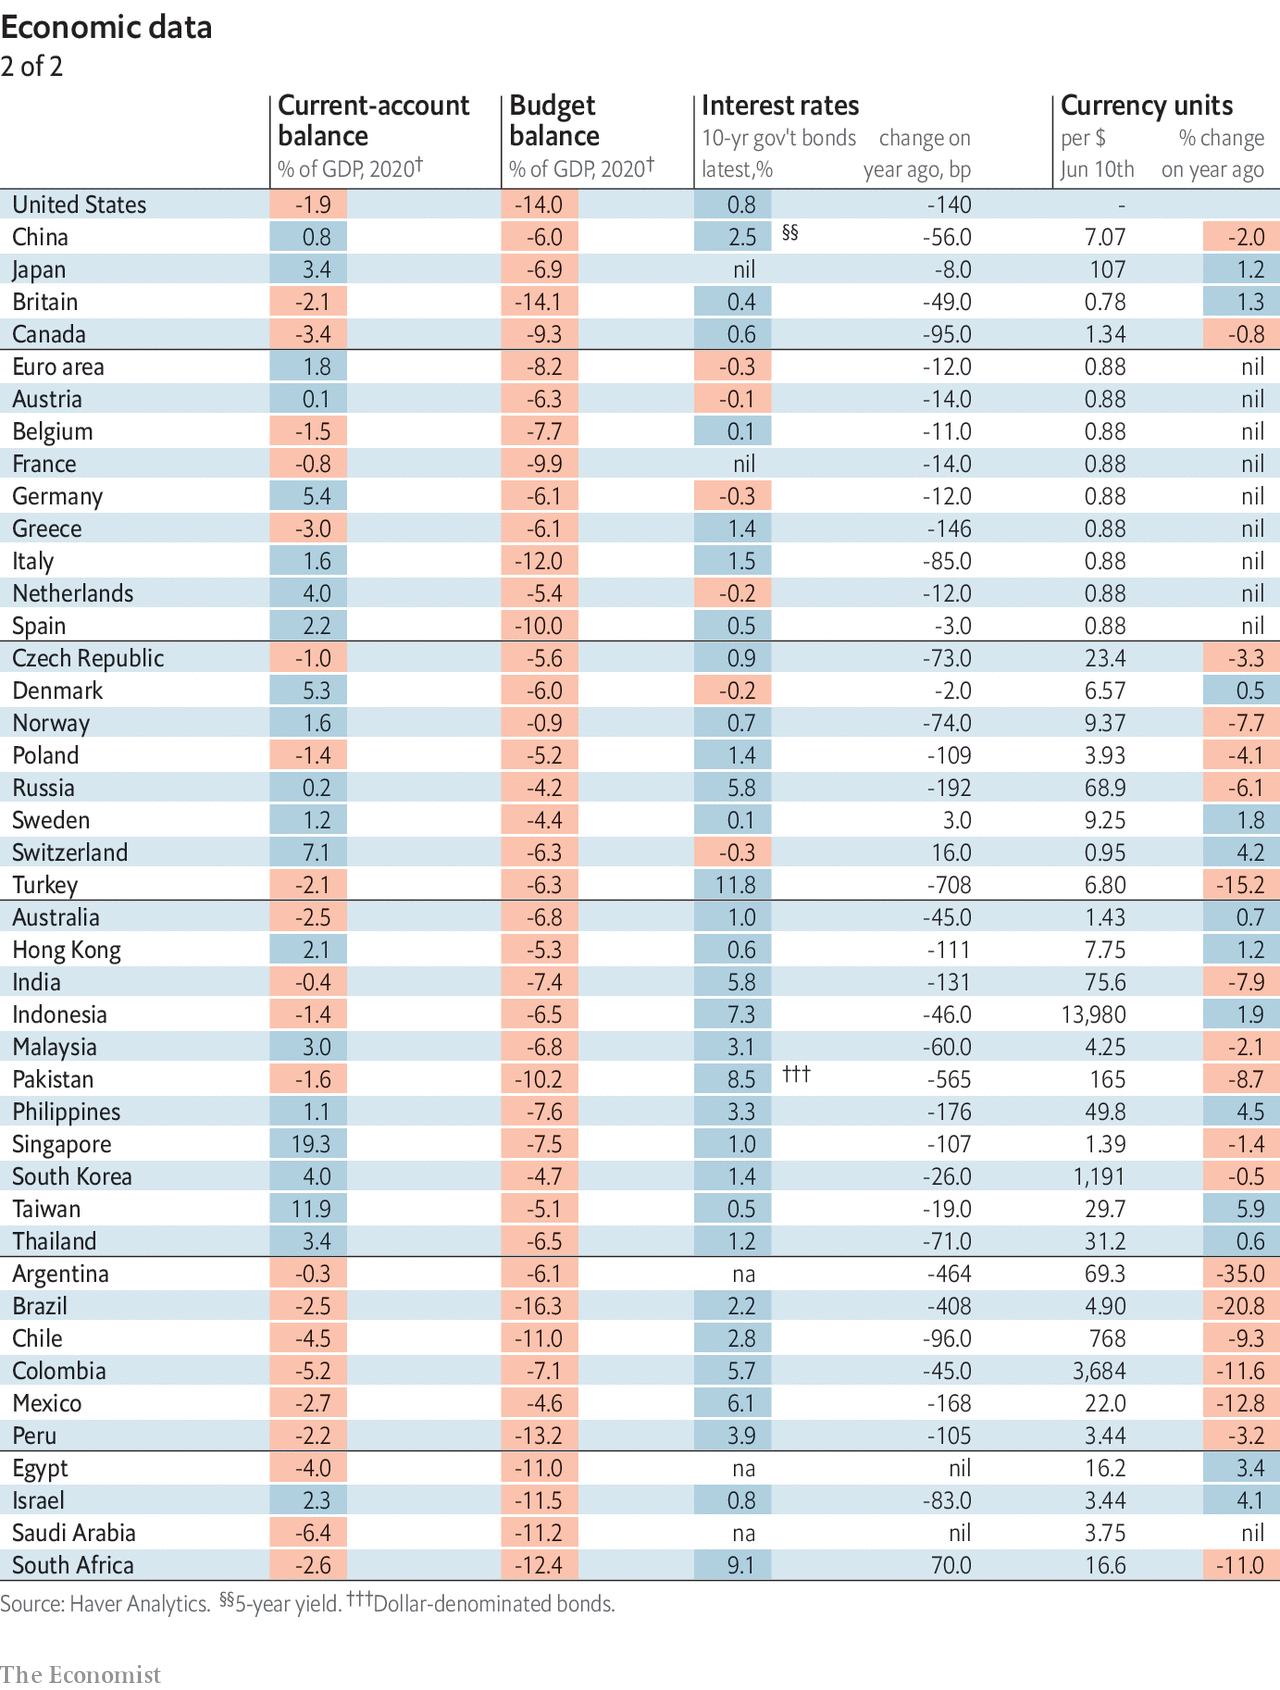 Economic data
2 of 2
Current-account balance % of GDP, 2020† Budget balance % of GDP, 2020† Interest rates 10-yr gov't bonds latest,% change on year ago, bp Currency units per $ Jun 10th % change on year ago
United States -1.9 -14.0 0.8 -140 -
China 0.8 -6.0 2.5 §§ -56.0 7.07 -2.0
Japan 3.4 -6.9 nil -8.0 107 1.2
Britain -2.1 -14.1 0.4 -49.0 0.78 1.3
Canada -3.4 -9.3 0.6 -95.0 1.34 -0.8
Euro area 1.8 -8.2 -0.3 -12.0 0.88 nil
Austria 0.1 -6.3 -0.1 -14.0 0.88 nil
Belgium -1.5 -7.7 0.1 -11.0 0.88 nil
France -0.8 -9.9 nil -14.0 0.88 nil
Germany 5.4 -6.1 -0.3 -12.0 0.88 nil
Greece -3.0 -6.1 1.4 -146 0.88 nil
Italy 1.6 -12.0 1.5 -85.0 0.88 nil
Netherlands 4.0 -5.4 -0.2 -12.0 0.88 nil
Spain 2.2 -10.0 0.5 -3.0 0.88 nil
Czech Republic -1.0 -5.6 0.9 -73.0 23.4 -3.3
Denmark 5.3 -6.0 -0.2 -2.0 6.57 0.5
Norway 1.6 -0.9 0.7 -74.0 9.37 -7.7
Poland -1.4 -5.2 1.4 -109 3.93 -4.1
Russia 0.2 -4.2 5.8 -192 68.9 -6.1
Sweden 1.2 -4.4 0.1 3.0 9.25 1.8
Switzerland 7.1 -6.3 -0.3 16.0 0.95 4.2
Turkey -2.1 -6.3 11.8 -708 6.80 -15.2
Australia -2.5 -6.8 1.0 -45.0 1.43 0.7
Hong Kong 2.1 -5.3 0.6 -111 7.75 1.2
India -0.4 -7.4 5.8 -131 75.6 -7.9
Indonesia -1.4 -6.5 7.3 -46.0 13,980 1.9
Malaysia 3.0 -6.8 3.1 -60.0 4.25 -2.1
Pakistan -1.6 -10.2 8.5 ††† -565 165 -8.7
Philippines 1.1 -7.6 3.3 -176 49.8 4.5
Singapore 19.3 -7.5 1.0 -107 1.39 -1.4
South Korea 4.0 -4.7 1.4 -26.0 1,191 -0.5
Taiwan 11.9 -5.1 0.5 -19.0 29.7 5.9
Thailand 3.4 -6.5 1.2 -71.0 31.2 0.6
Argentina -0.3 -6.1 na -464 69.3 -35.0
Brazil -2.5 -16.3 2.2 -408 4.90 -20.8
Chile -4.5 -11.0 2.8 -96.0 768 -9.3
Colombia -5.2 -7.1 5.7 -45.0 3,684 -11.6
Mexico -2.7 -4.6 6.1 -168 22.0 -12.8
Peru -2.2 -13.2 3.9 -105 3.44 -3.2
Egypt -4.0 -11.0 na nil 16.2 3.4
Israel 2.3 -11.5 0.8 -83.0 3.44 4.1
Saudi Arabia -6.4 -11.2 na nil 3.75 nil
South Africa -2.6 -12.4 9.1 70.0 16.6 -11.0
Source: Haver Analytics. §§5-year yield. †††Dollar-denominated bonds.
The Economist